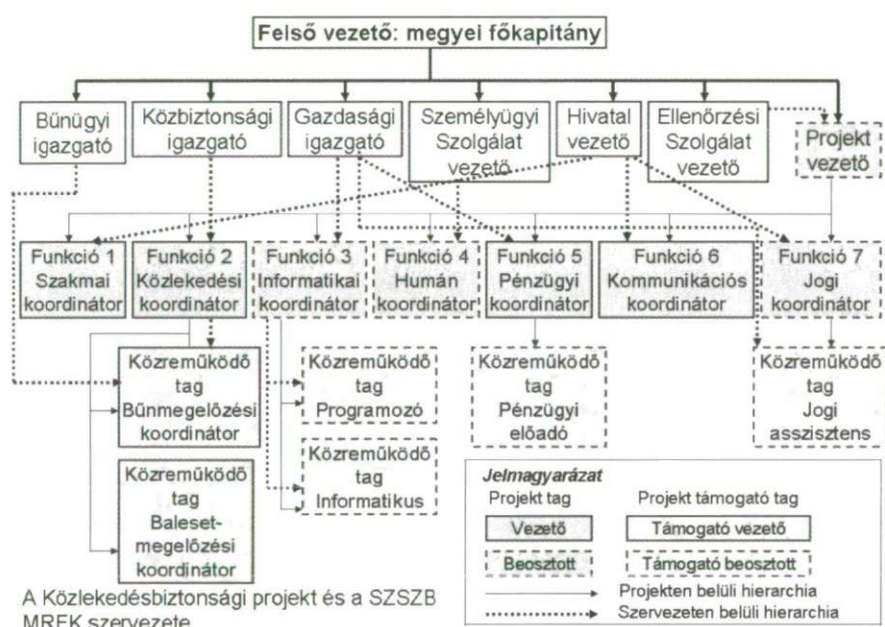 Felső vezető: megyei főkapitány
Bűnügyi
igazgató
Közbiztonsági
igazgató
Gazdasági
igazgató
Személyügyi
Szolgálat
vezető
Hivatal
vezető
Ellenőrzési
Szolgálat
vezető
Projekt
vezető
Funkció 1
Szakmai
koordinátor
Funkció 2
Közlekedési
koordinátor
Funkció 3
Informatikai
koordinátor
Funkció 4
Humán
koordinátor
Funkció 5
Pénzügyi
koordinátor
Funkció 6
Kommunikációs
koordinátor
Funkció 7
Jogi
koordinátor
Közreműködő
tag
Bűnmegelőzési
koordinátor
Közreműködő
tag
Programozó
Közreműködő
tag
Pénzügyi
előadó
Közreműködő
tag
Jogi
asszisztens
Közreműködő
tag
Baleset-
megelőzési
koordinátor
Közreműködő
tag
Informatikus
Jelmagyarázat
Projekt tag
Projekt támogató tag
Vezető
Támogató vezető
Beosztott
Támogató beosztott
Projekten belüli hierarchia
Szervezeten belüli hierarchia
A Közlekedésbiztonsági projekt és a SZSZB
MRFK szervezete